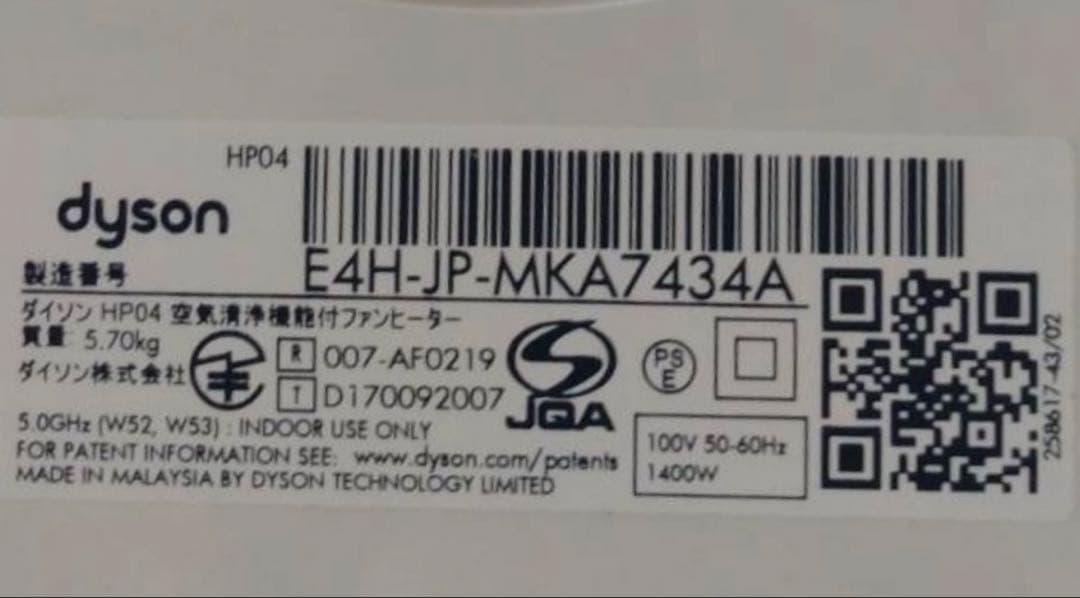 HP04
dyson
製造番号 E4H-JP-MKA7434A
ダイソン HP04 空気清浄機能付ファンヒーター
質量: 5.70kg
ダイソン株式会社
R 007-AF0219
T D170092007
JQA
PS
E
5.0GHz (W52, W53) : INDOOR USE ONLY
FOR PATENT INFORMATION SEE: www.dyson.com/patents
MADE IN MALAYSIA BY DYSON TECHNOLOGY LIMITED
100V 50-60Hz
1400W
258617-43/02